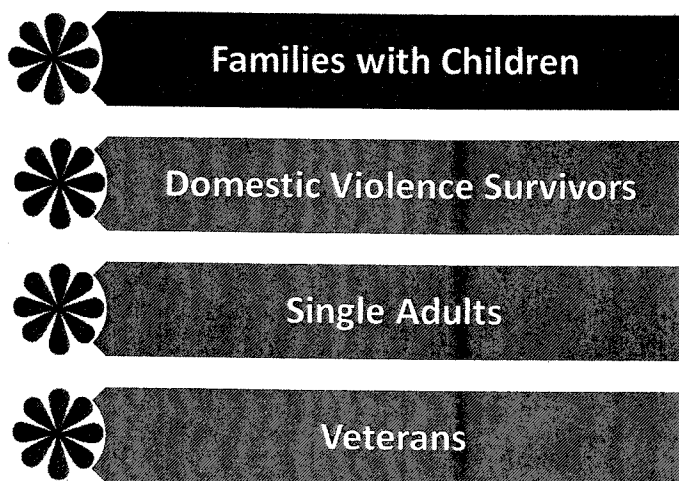 Families with Children
Domestic Violence Survivors
Single Adults
Veterans